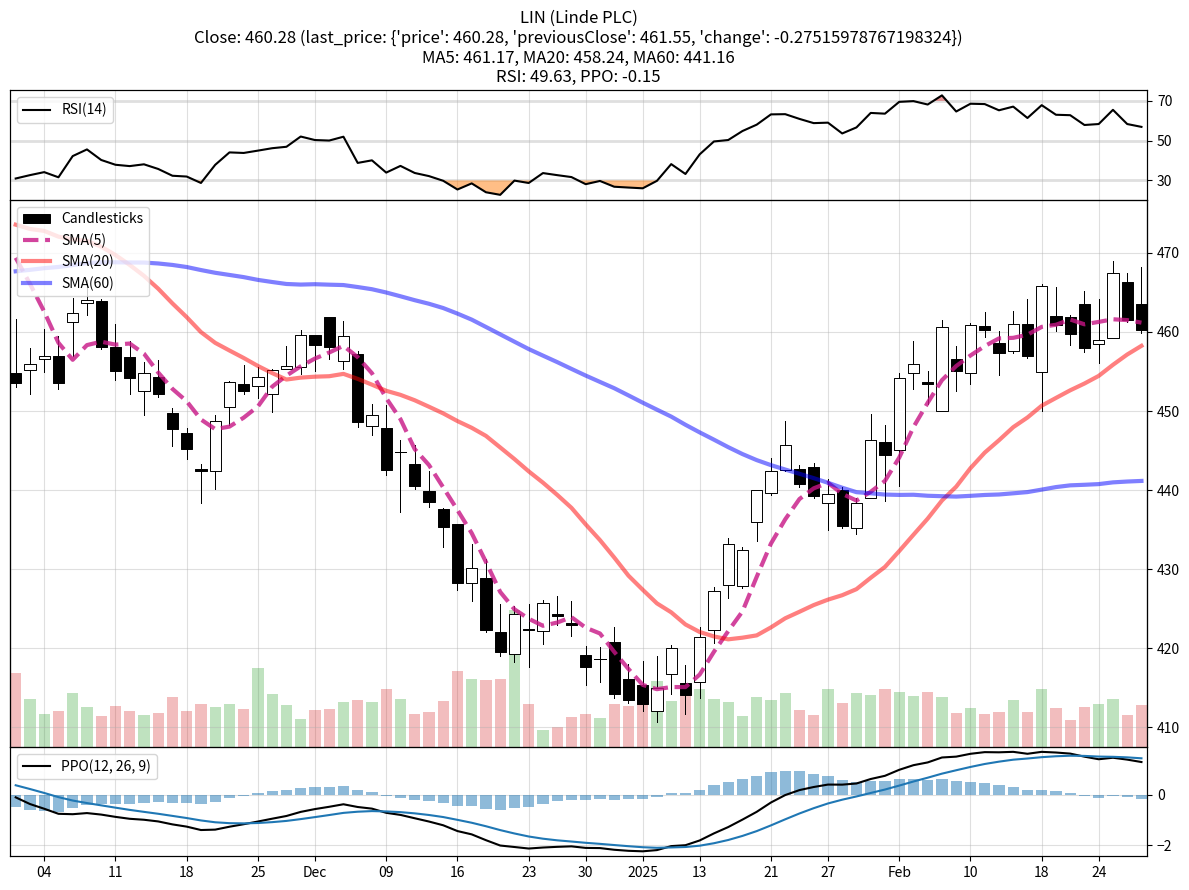 LIN (Linde PLC)
Close: 460.28 (last_price: {'price': 460.28, 'previousClose': 461.55, 'change': -0.27515978767198324})
MA5: 461.17, MA20: 458.24, MA60: 441.16
RSI: 49.63, PPO: -0.15
RSI(14)
70
50
30
Candlesticks
SMA(5)
SMA(20)
SMA(60)
470
460
450
440
430
420
410
PPO(12, 26, 9)
0
−2
04 11 18 25 Dec 09 16 23 30 2025 13 21 27 Feb 10 18 24